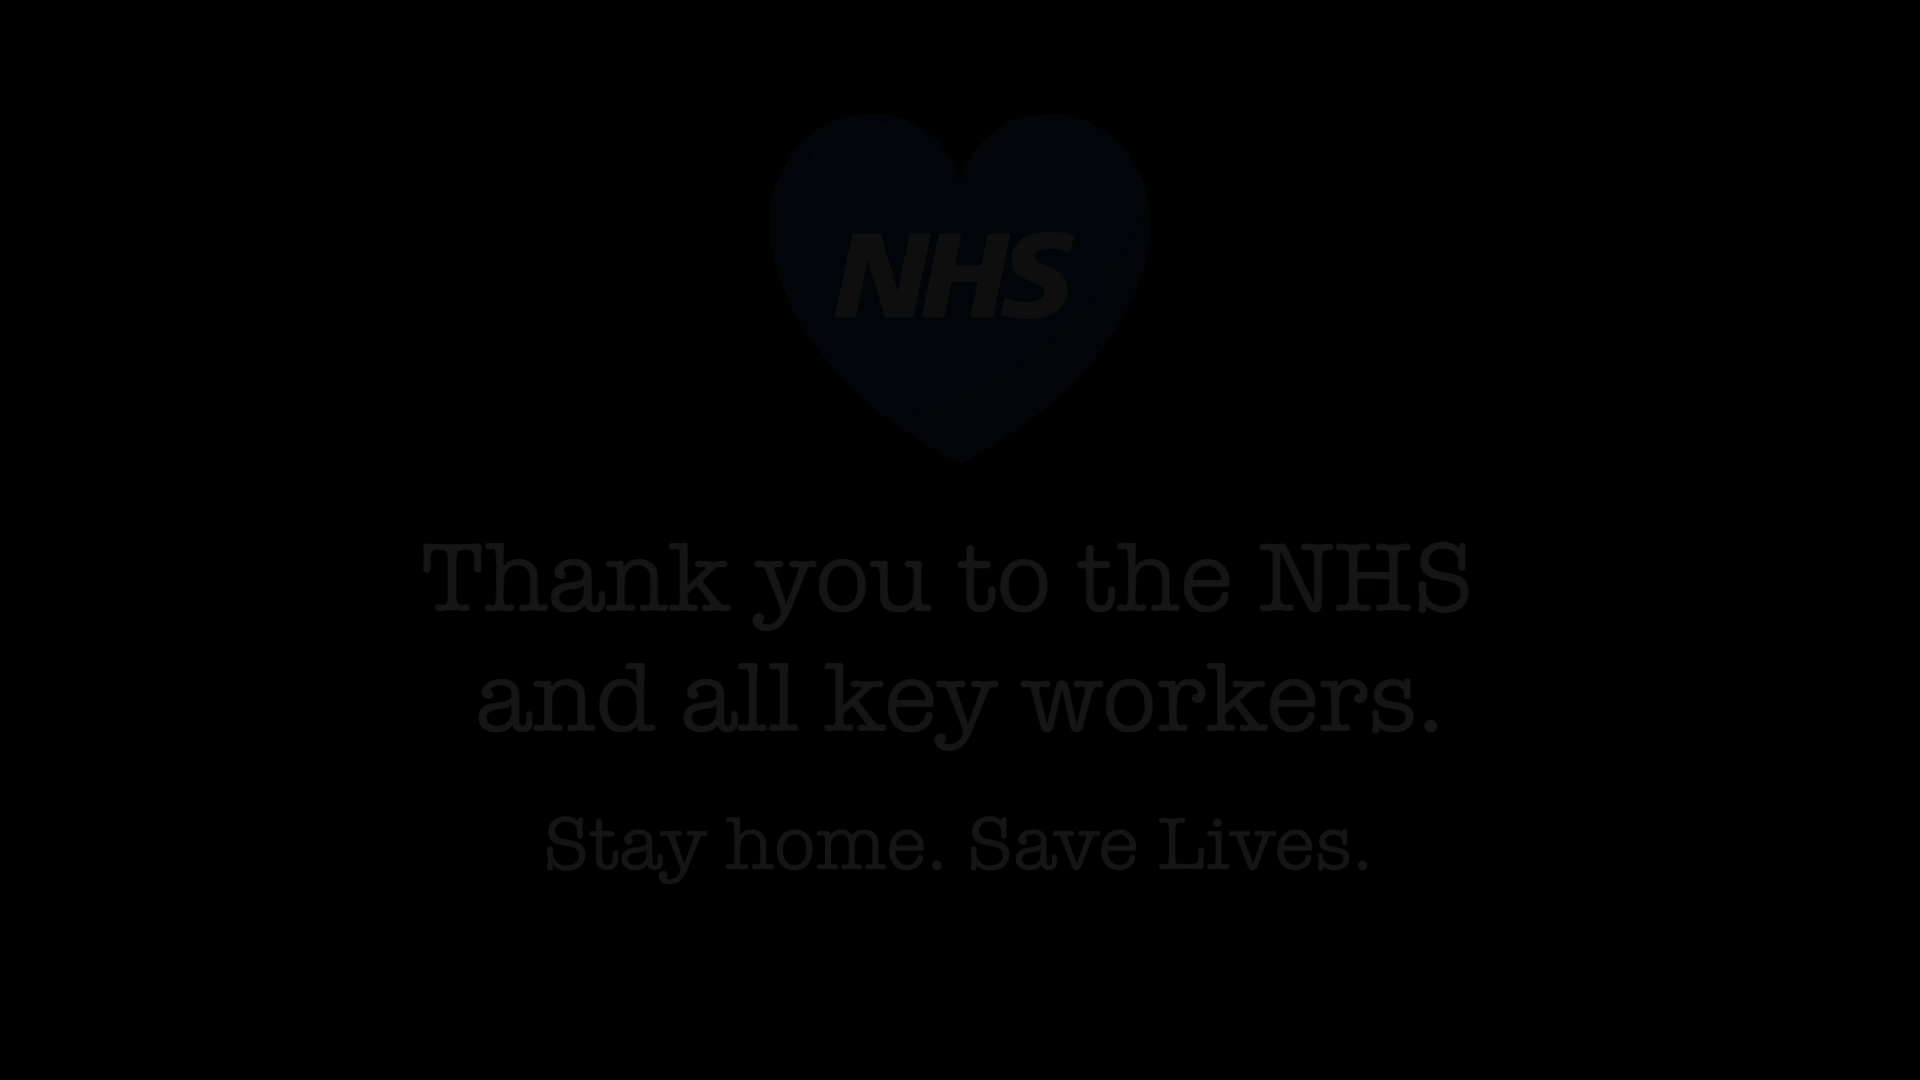 NHS
Thank you to the NHS
and all key workers.
Stay home. Save Lives.